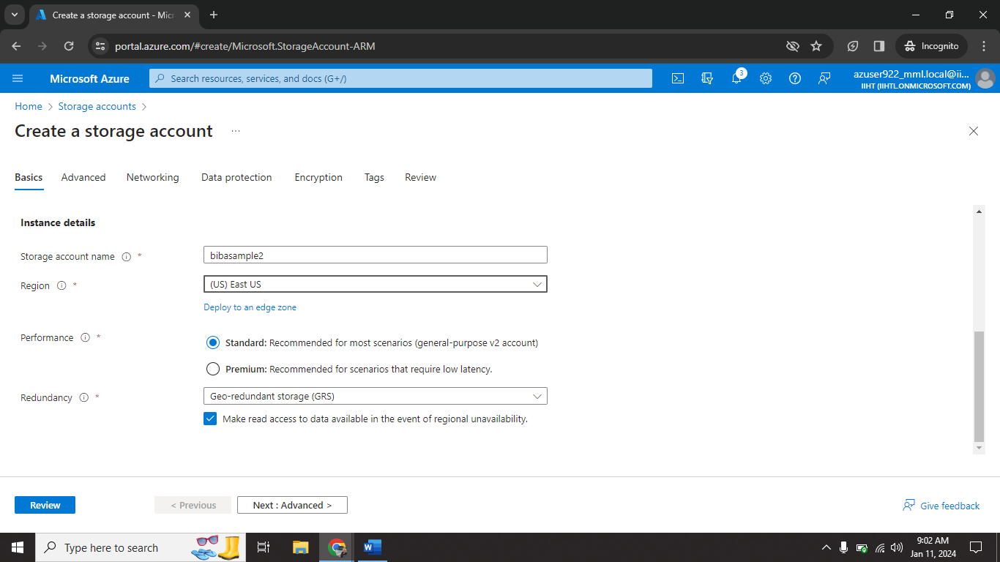 Create a storage account - Micr
portal.azure.com/#create/Microsoft.StorageAccount-ARM
Incognito
Microsoft Azure
Search resources, services, and docs (G+/)
3
azuser922_mml.local@ii...
IIHT (IIHTL.ONMICROSOFT.COM)
Home > Storage accounts >
Create a storage account ...
Basics Advanced Networking Data protection Encryption Tags Review
Instance details
Storage account name * bibasample2
Region * (US) East US
Deploy to an edge zone
Performance * Standard: Recommended for most scenarios (general-purpose v2 account)
Premium: Recommended for scenarios that require low latency.
Redundancy * Geo-redundant storage (GRS)
Make read access to data available in the event of regional unavailability.
Review < Previous Next : Advanced > Give feedback
Type here to search
9:02 AM
Jan 11, 2024